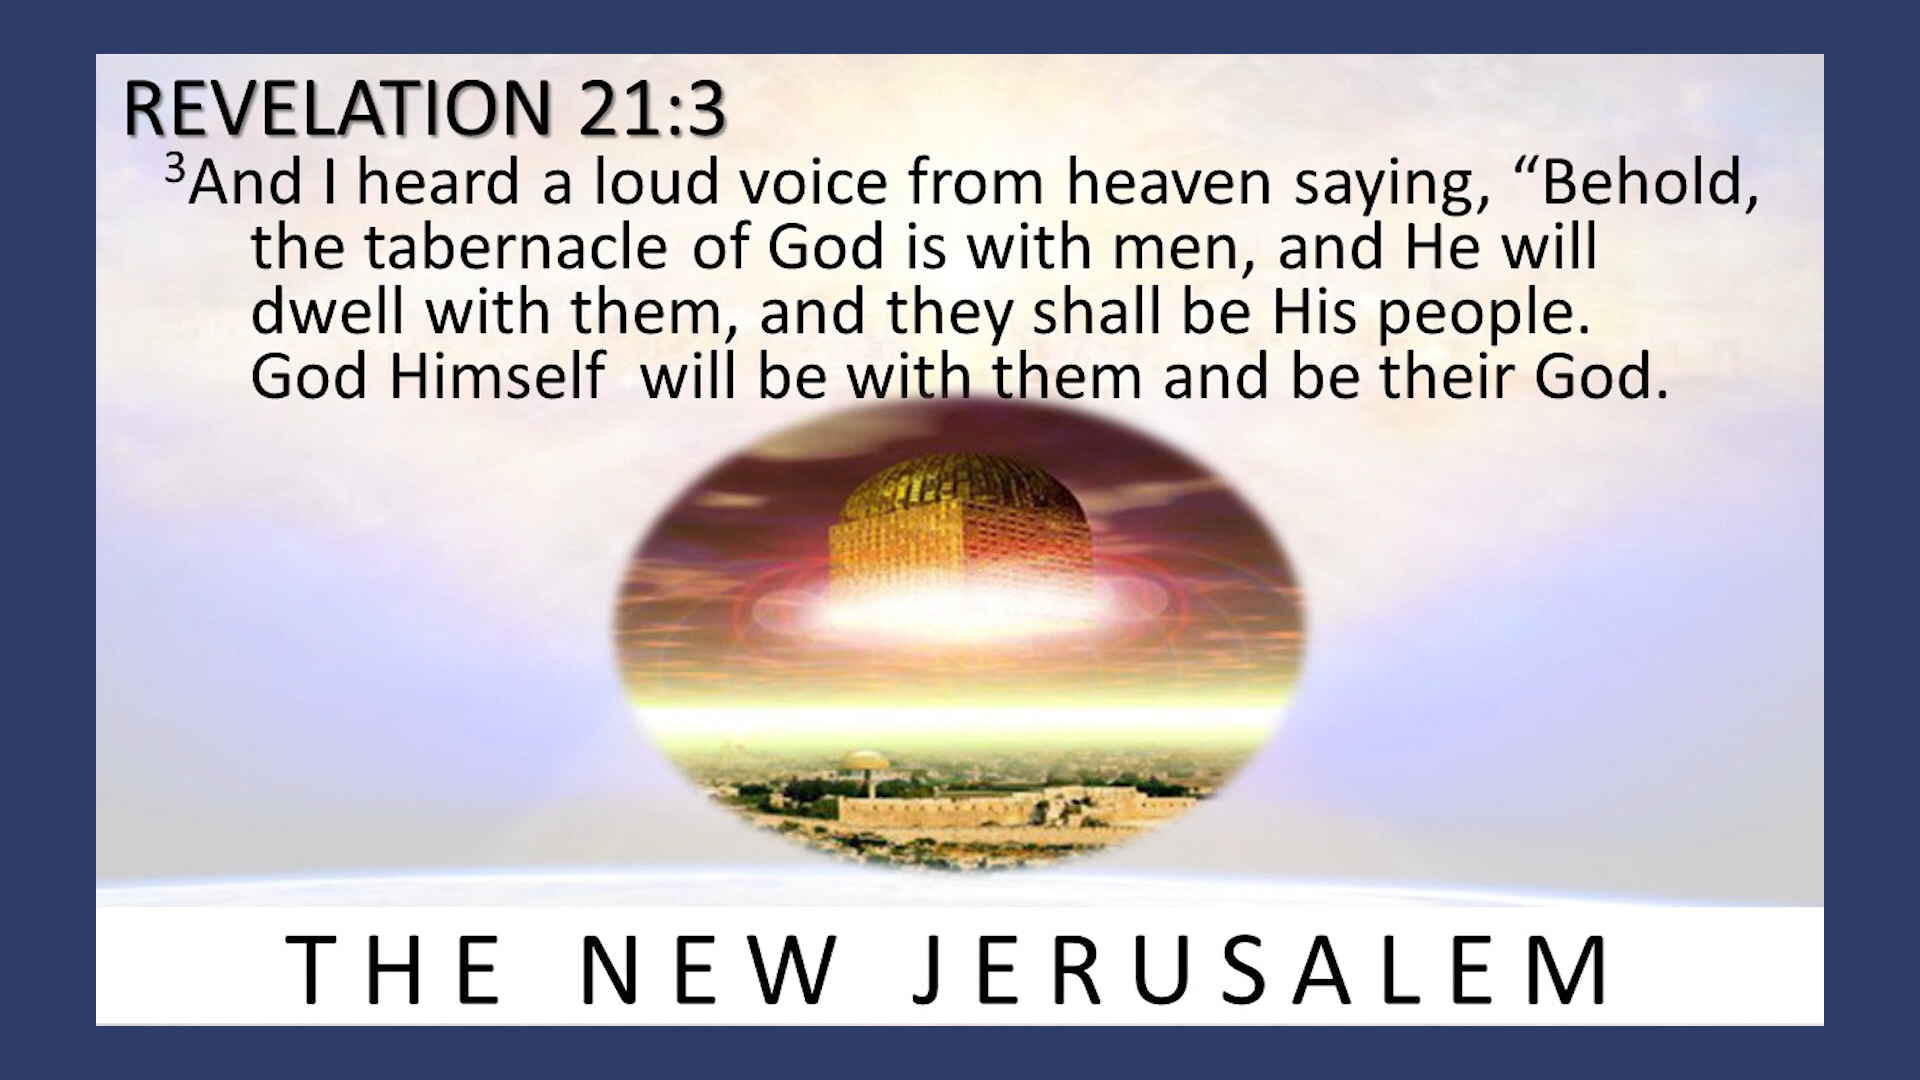 REVELATION 21:3
³And I heard a loud voice from heaven saying, “Behold,
the tabernacle of God is with men, and He will
dwell with them, and they shall be His people.
God Himself  will be with them and be their God.
THE NEW JERUSALEM